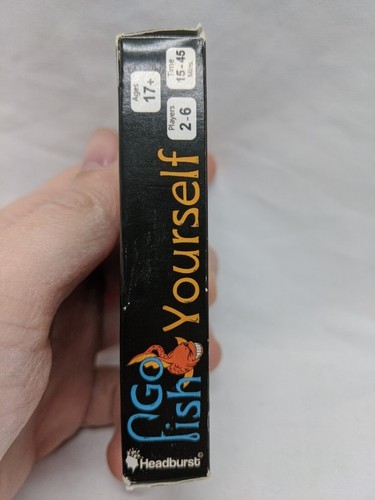 Go
fish
Yourself
Headburst©
Ages
17+
Players
2-6
Time
15-45
Mins.